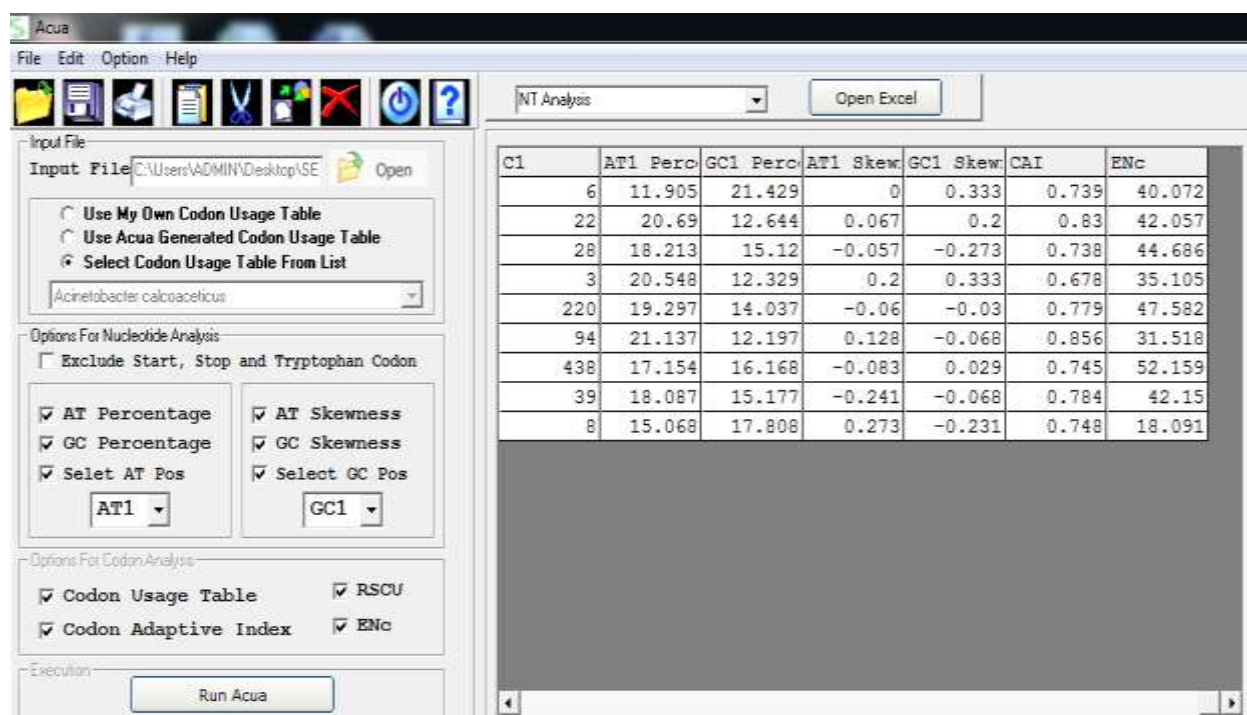 Acua
File Edit Option Help
NT Analysis
Open Excel
Input File
Input File C:\Users\ADMIN\Desktop\SE Open
Use My Own Codon Usage Table
Use Acua Generated Codon Usage Table
Select Codon Usage Table From List
Acinetobacter calcoaceticus
Options For Nucleotide Analysis
Exclude Start, Stop and Tryptophan Codon
AT Percentage AT Skewness
GC Percentage GC Skewness
Selet AT Pos Select GC Pos
AT1 GC1
Options For Codon Analysis
Codon Usage Table RSCU
Codon Adaptive Index ENc
Execution
Run Acua
C1 AT1 Perc GC1 Perc AT1 Skew GC1 Skew CAI ENc
6 11.905 21.429 0 0.333 0.739 40.072
22 20.69 12.644 0.067 0.2 0.83 42.057
28 18.213 15.12 -0.057 -0.273 0.738 44.686
3 20.548 12.329 0.2 0.333 0.678 35.105
220 19.297 14.037 -0.06 -0.03 0.779 47.582
94 21.137 12.197 0.128 -0.068 0.856 31.518
438 17.154 16.168 -0.083 0.029 0.745 52.159
39 18.087 15.177 -0.241 -0.068 0.784 42.15
8 15.068 17.808 0.273 -0.231 0.748 18.091